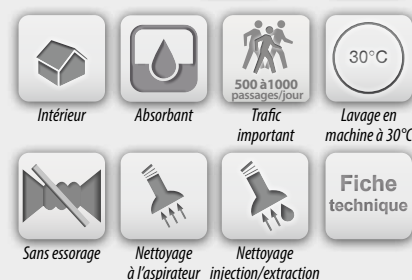 500 à 1000
passages/jour
30°C
Intérieur
Absorbant
Trafic
important
Lavage en
machine à 30°C
Fiche
technique
Sans essorage
Nettoyage
à l'aspirateur
Nettoyage
injection/extraction